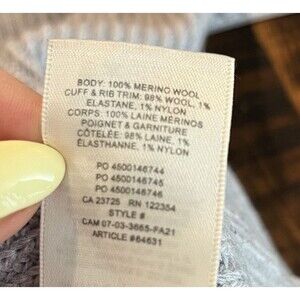 BODY: 100% MERINO WOOL
CUFF & RIB TRIM: 98% WOOL, 1%
ELASTANE, 1% NYLON
CORPS: 100% LAINE MÉRINOS
POIGNET & GARNITURE
CÔTELÉE: 98% LAINE, 1%
ÉLASTHANNE, 1% NYLON
PO 4500146744
PO 4500146745
PO 4500146746
CA 23725 RN 122354
STYLE #
CAM 07-03-3665-FA21
ARTICLE #64631